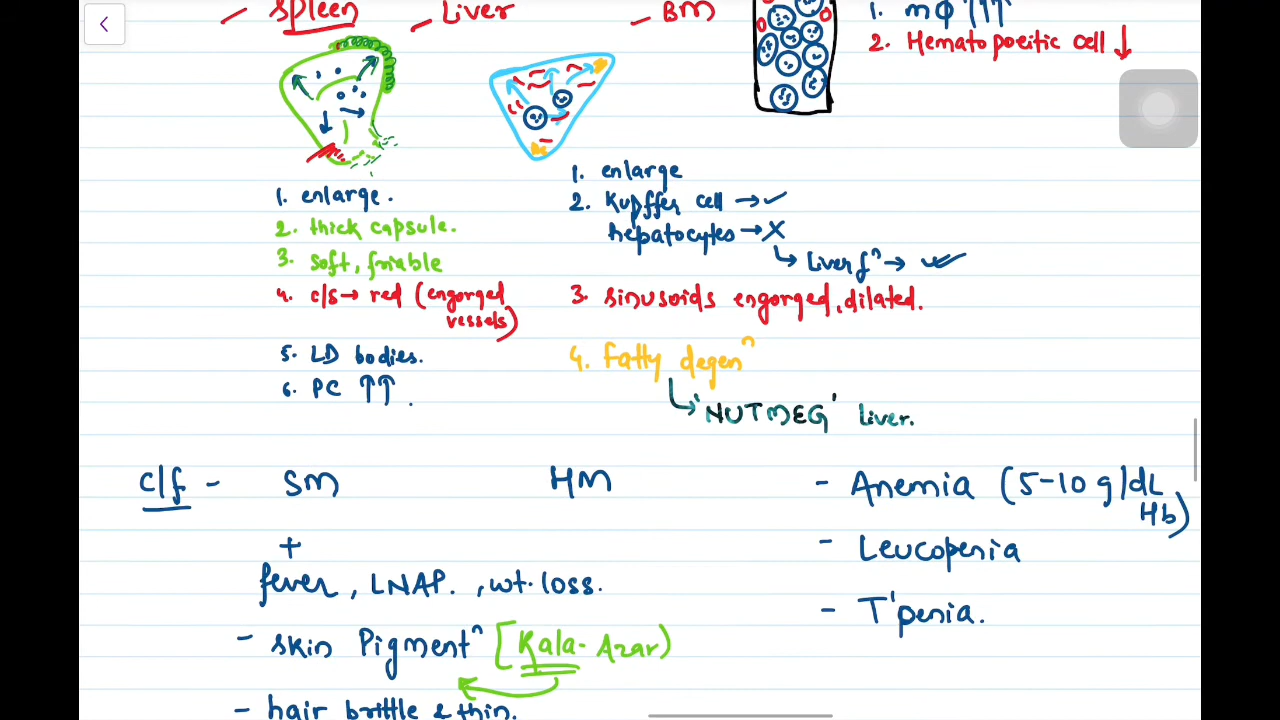 Spleen
Liver
BM
1. mφ ↑↑↑
2. Hematopoeitic cell ↓
1. enlarge.
2. thick capsule.
3. soft, friable
4. c/s → red (engorged
vessels)
5. LD bodies.
6. PC ↑↑
1. enlarge
2. Kupffer cell → ✓
hepatocytes → X
↳ Liver fⁿ → ✓✓
3. sinusoids engorged, dilated.
4. Fatty degenⁿ
↳ 'NUTMEG' liver.
c/f - SM HM
+
fever, LNAP. , wt. loss.
- skin Pigmentⁿ [Kala-Azar)
- hair brittle & thin.
- Anemia (5-10 g/dL
Hb)
- Leucopenia
- T'penia.